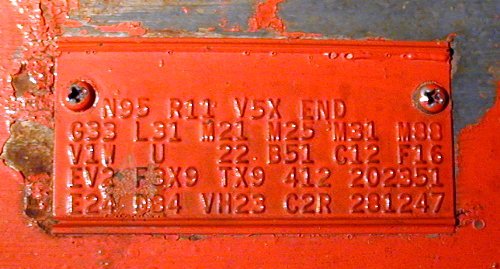 N95 R11 V5X END
G33 L31 M21 M25 M31 M88
V1W U 22 B51 C12 F16
EV2 F3X9 TX9 412 202351
E24 D34 VH23 C2R 281247